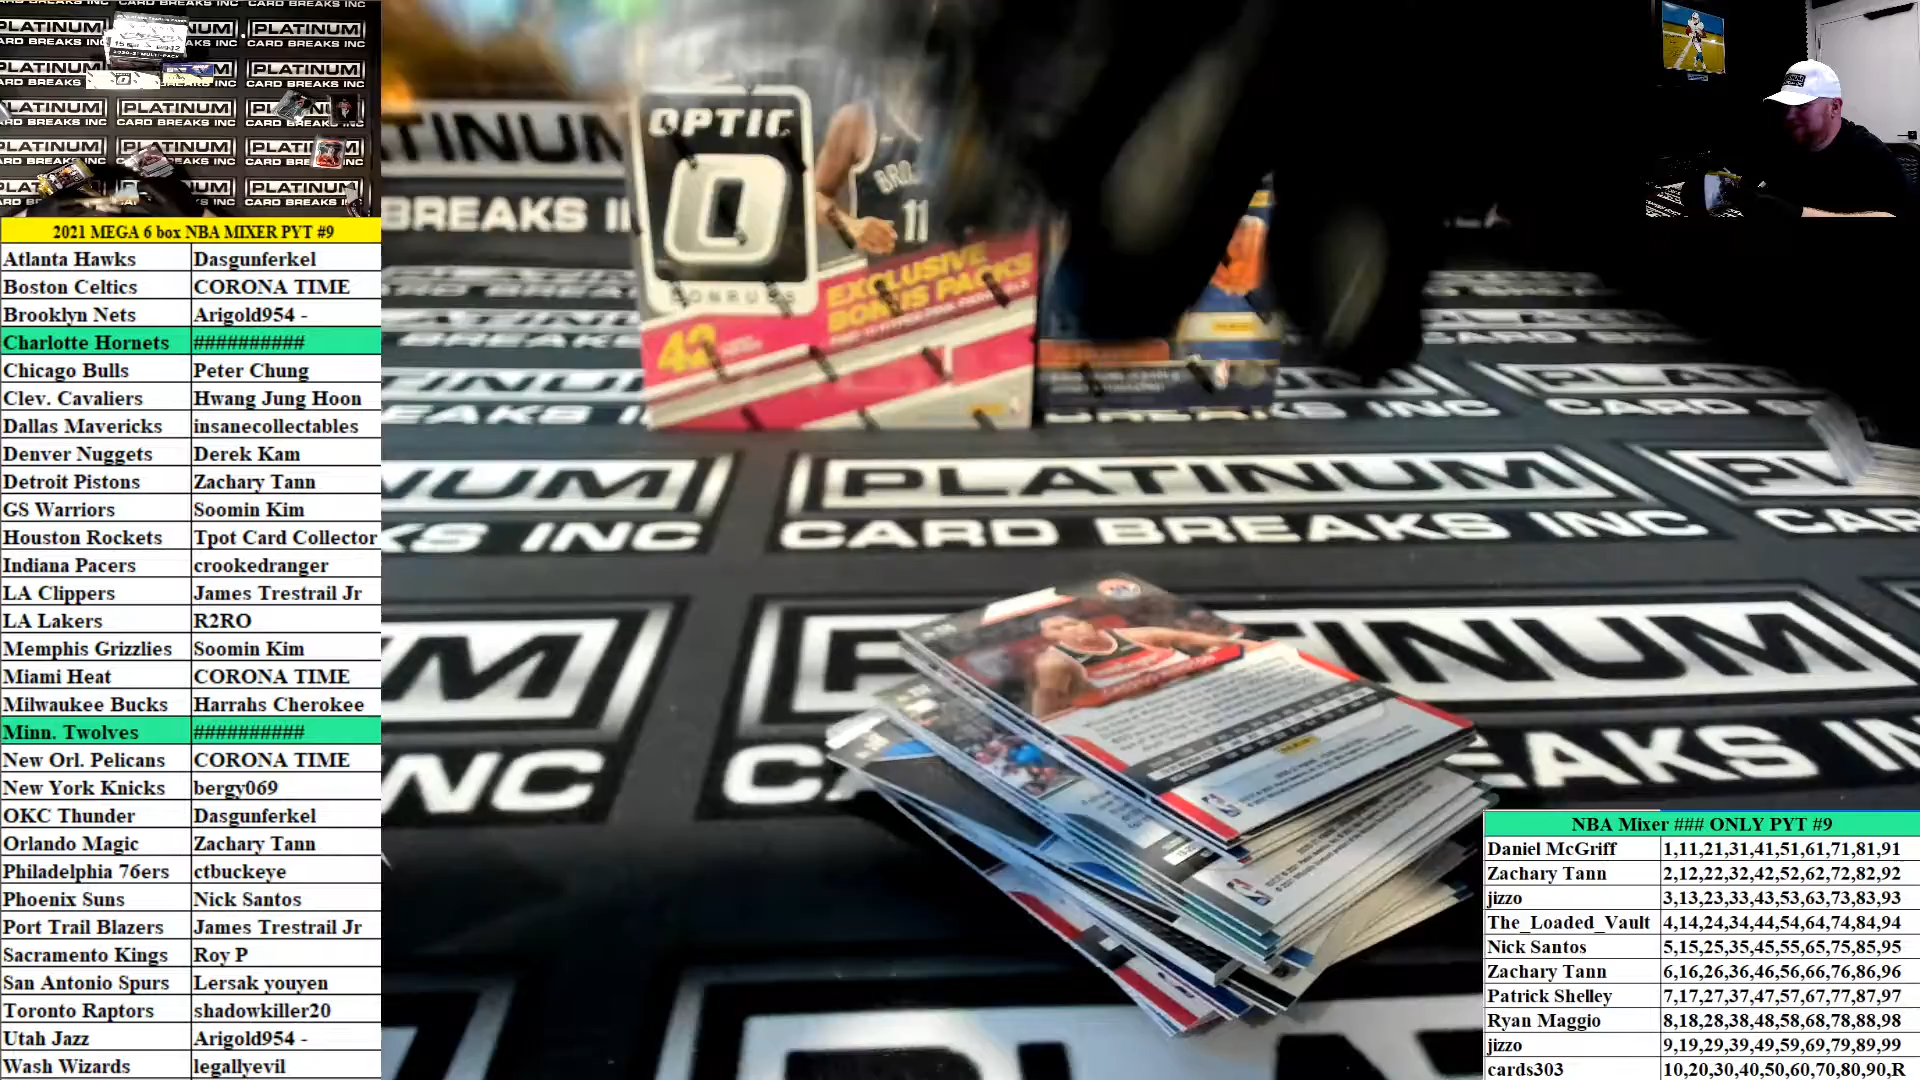 2021 MEGA 6 box NBA MIXER PYT #9
Atlanta Hawks Dasgunferkel
Boston Celtics CORONA TIME
Brooklyn Nets Arigold954 -
Charlotte Hornets ##########
Chicago Bulls Peter Chung
Clev. Cavaliers Hwang Jung Hoon
Dallas Mavericks insanecollectables
Denver Nuggets Derek Kam
Detroit Pistons Zachary Tann
GS Warriors Soomin Kim
Houston Rockets Tpot Card Collector
Indiana Pacers crookedranger
LA Clippers James Trestrail Jr
LA Lakers R2RO
Memphis Grizzlies Soomin Kim
Miami Heat CORONA TIME
Milwaukee Bucks Harrahs Cherokee
Minn. Twolves ##########
New Orl. Pelicans CORONA TIME
New York Knicks bergy069
OKC Thunder Dasgunferkel
Orlando Magic Zachary Tann
Philadelphia 76ers ctbuckeye
Phoenix Suns Nick Santos
Port Trail Blazers James Trestrail Jr
Sacramento Kings Roy P
San Antonio Spurs Lersak youyen
Toronto Raptors shadowkiller20
Utah Jazz Arigold954 -
Wash Wizards legallyevil
OPTIC
DONRUSS
EXCLUSIVE
BONUS PACKS
42
11
PLATINUM
CARD BREAKS INC
NBA Mixer ### ONLY PYT #9
Daniel McGriff 1,11,21,31,41,51,61,71,81,91
Zachary Tann 2,12,22,32,42,52,62,72,82,92
jizzo 3,13,23,33,43,53,63,73,83,93
The_Loaded_Vault 4,14,24,34,44,54,64,74,84,94
Nick Santos 5,15,25,35,45,55,65,75,85,95
Zachary Tann 6,16,26,36,46,56,66,76,86,96
Patrick Shelley 7,17,27,37,47,57,67,77,87,97
Ryan Maggio 8,18,28,38,48,58,68,78,88,98
jizzo 9,19,29,39,49,59,69,79,89,99
cards303 10,20,30,40,50,60,70,80,90,R